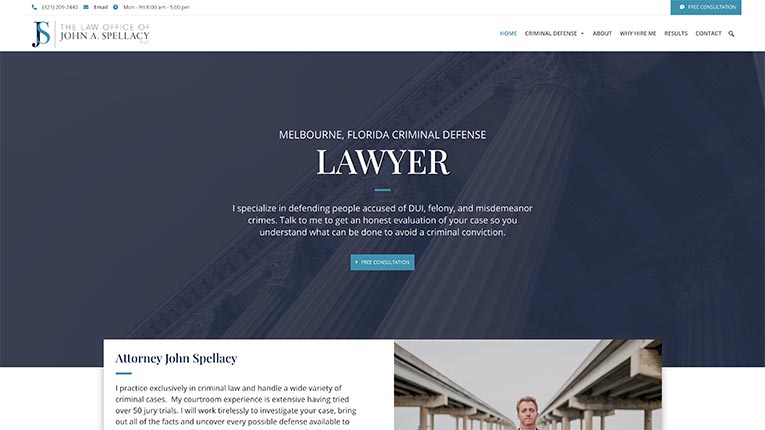 (321) 209-2440 Email Mon - Fri 8:00 am - 5:00 pm
FREE CONSULTATION
JS
THE LAW OFFICE OF
JOHN A. SPELLACY
PLLC
HOME CRIMINAL DEFENSE ABOUT WHY HIRE ME RESULTS CONTACT
MELBOURNE, FLORIDA CRIMINAL DEFENSE
LAWYER
I specialize in defending people accused of DUI, felony, and misdemeanor
crimes. Talk to me to get an honest evaluation of your case so you
understand what can be done to avoid a criminal conviction.
FREE CONSULTATION
Attorney John Spellacy
I practice exclusively in criminal law and handle a wide variety of
criminal cases. My courtroom experience is extensive having tried
over 50 jury trials. I will work tirelessly to investigate your case, bring
out all of the facts and uncover every possible defense available to